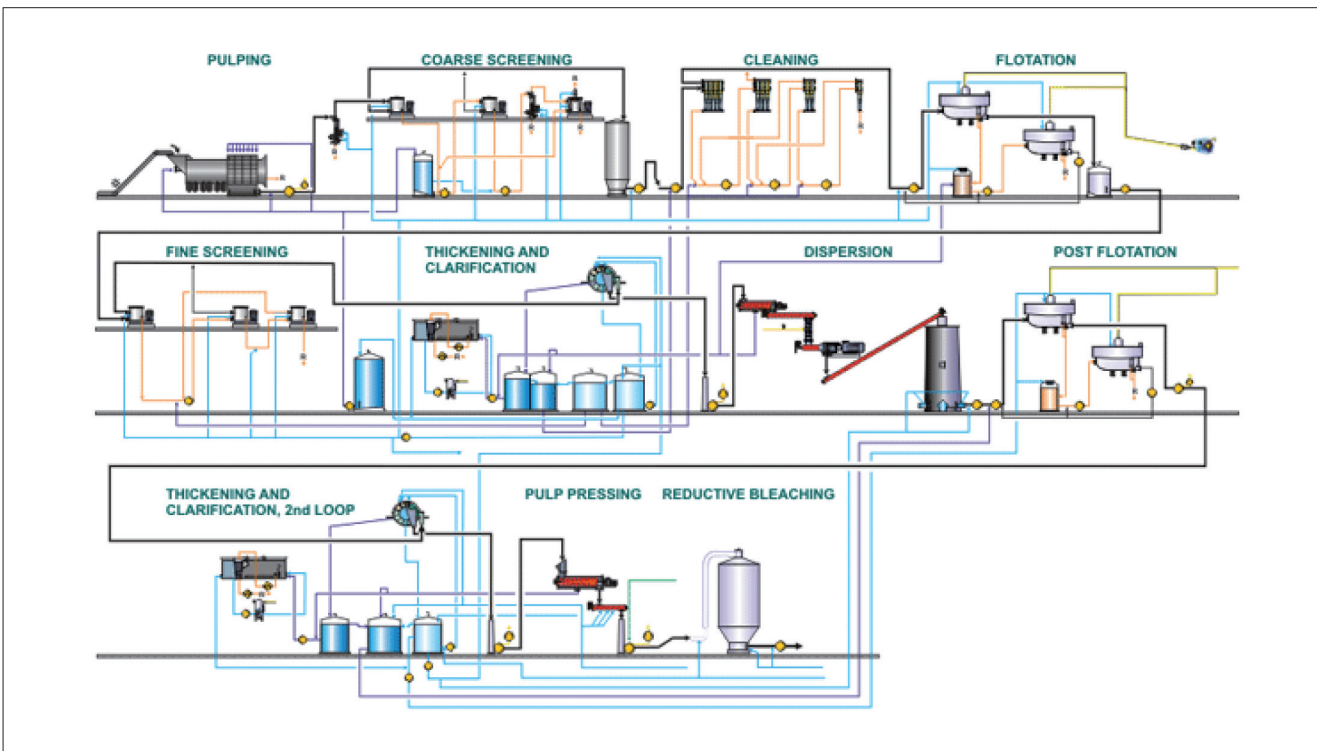 PULPING
COARSE SCREENING
CLEANING
FLOTATION
R
R
R
R
R
R
FINE SCREENING
THICKENING AND
CLARIFICATION
DISPERSION
POST FLOTATION
R
R
R
THICKENING AND
CLARIFICATION, 2nd LOOP
PULP PRESSING
REDUCTIVE BLEACHING
R